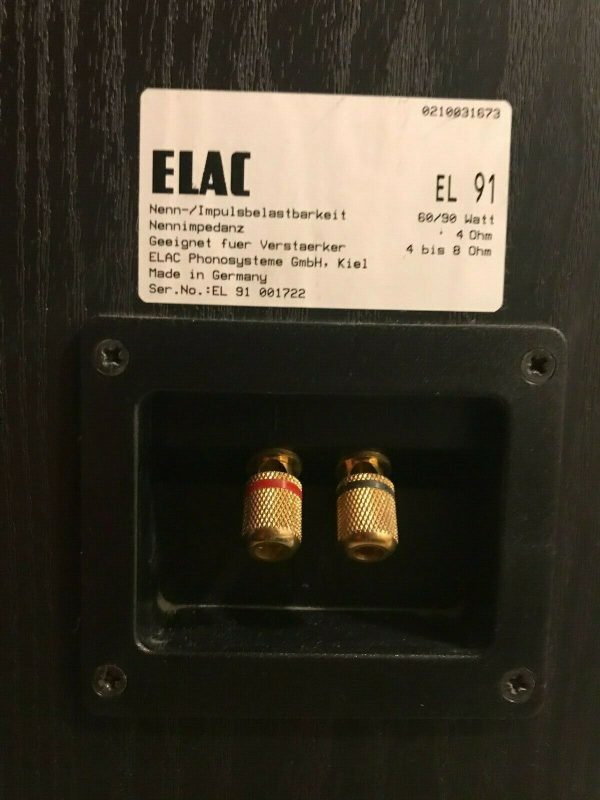 0210031673
ELAC EL 91
Nenn-/Impulsbelastbarkeit 60/90 Watt
Nennimpedanz 4 Ohm
Geeignet fuer Verstaerker 4 bis 8 Ohm
ELAC Phonosysteme GmbH, Kiel
Made in Germany
Ser.No.:EL 91 001722